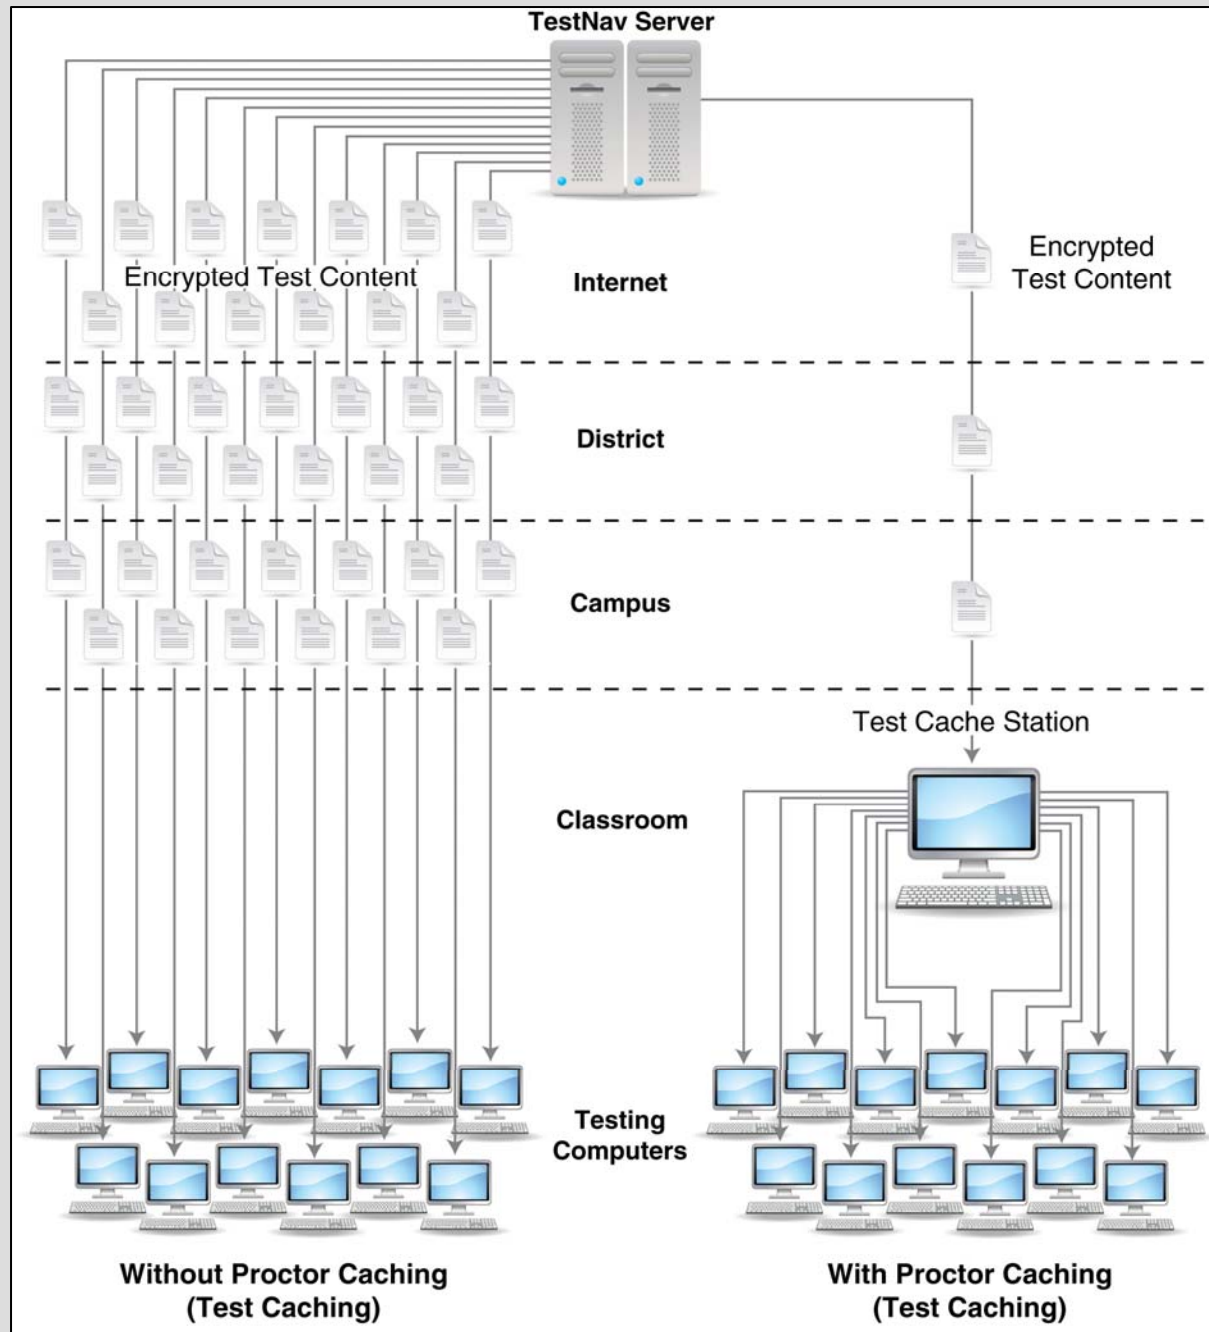 TestNav Server
Encrypted Test Content
Internet
Encrypted
Test Content
District
Campus
Test Cache Station
Classroom
Testing
Computers
Without Proctor Caching
(Test Caching)
With Proctor Caching
(Test Caching)